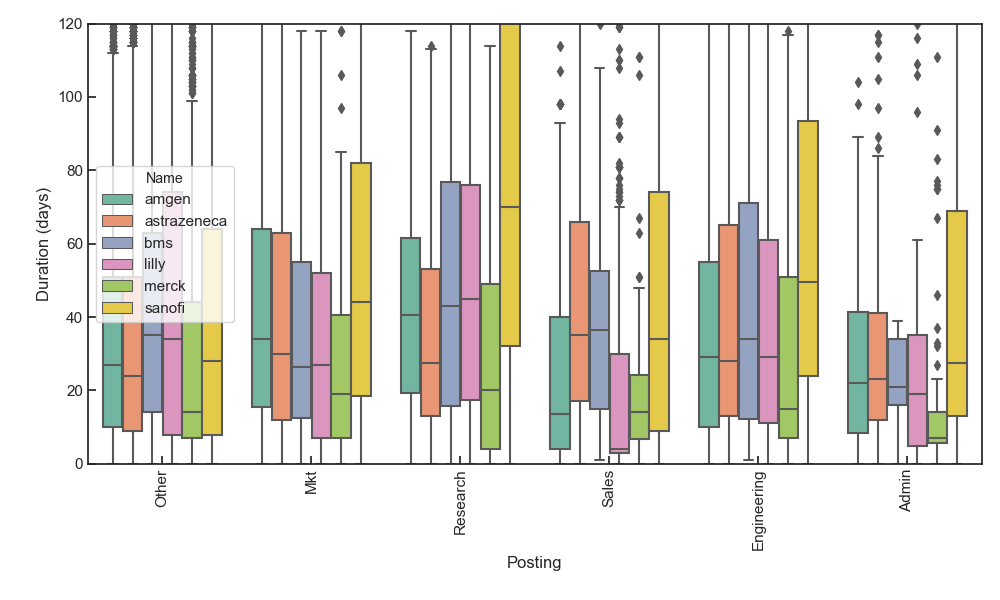 120
100
80
60
40
20
0
Duration (days)
Name
amgen
astrazeneca
bms
lilly
merck
sanofi
Other
Mkt
Research
Sales
Engineering
Admin
Posting